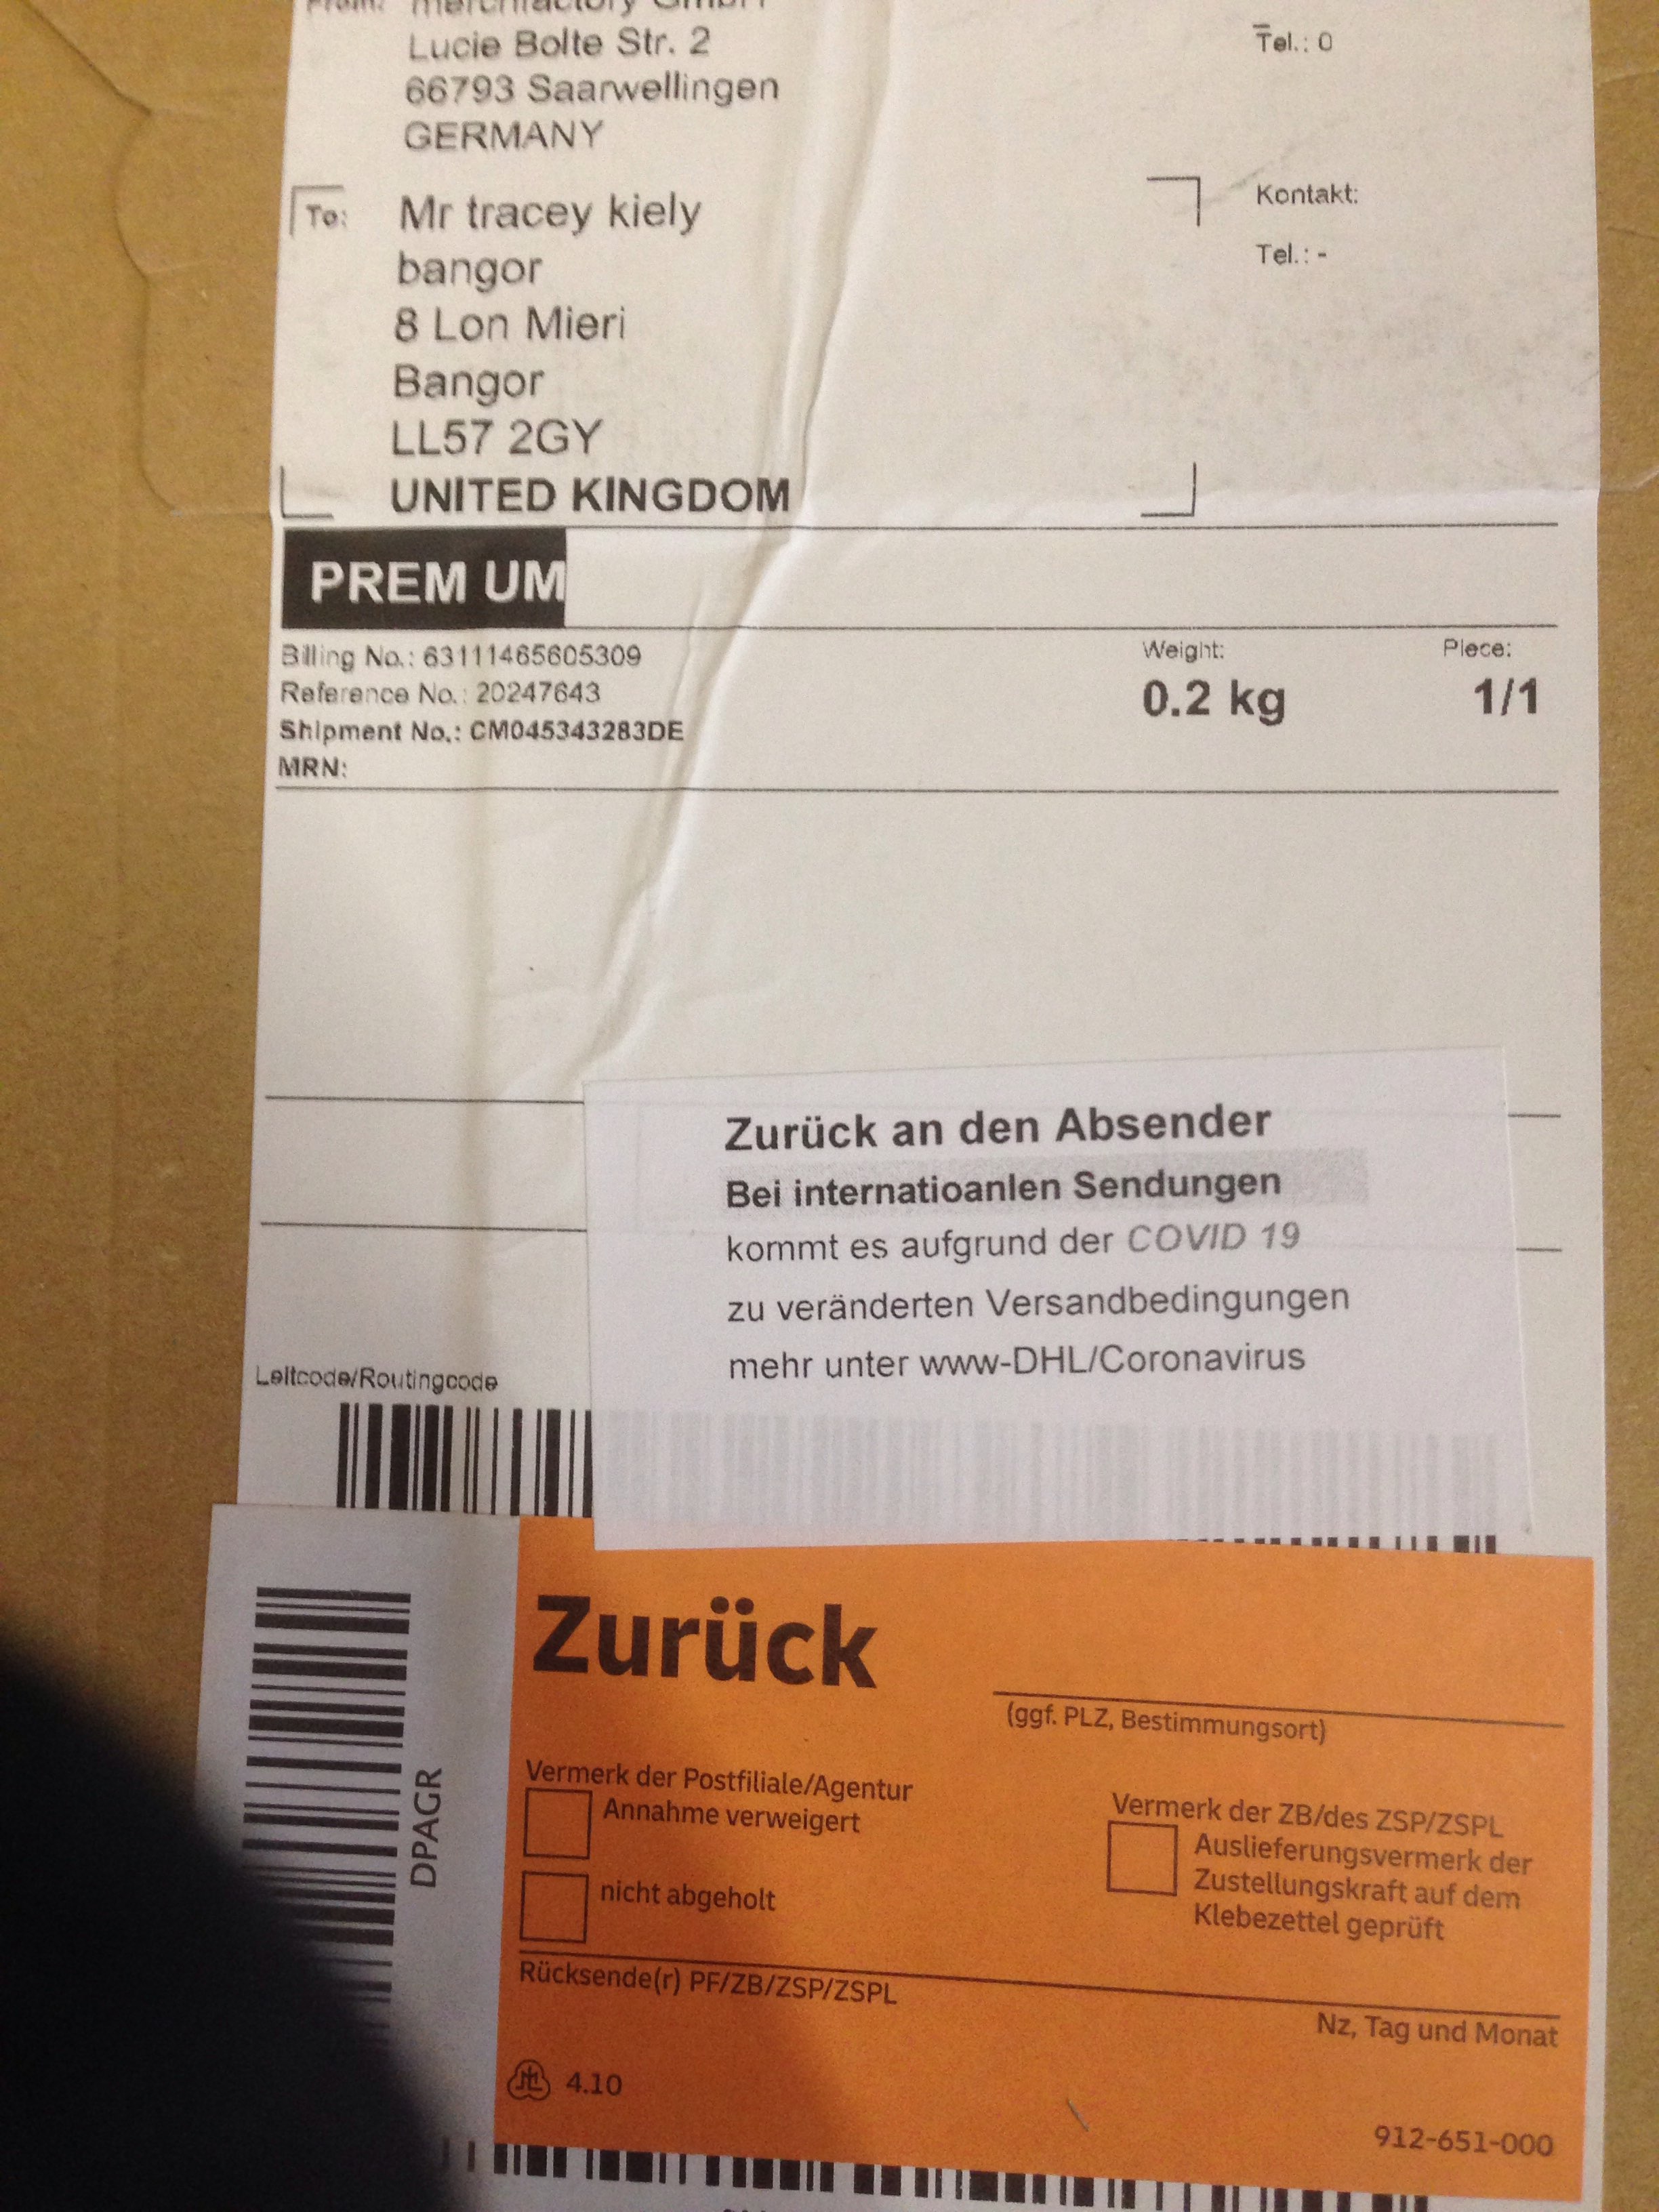 From: merchfactory GmbH
Lucie Bolte Str. 2
66793 Saarwellingen
GERMANY
Tel.: 0
To: Mr tracey kiely
bangor
8 Lon Mieri
Bangor
LL57 2GY
UNITED KINGDOM
Kontakt:
Tel.: -
PREM UM
Billing No.: 63111465605309
Reference No.: 20247643
Shipment No.: CM045343283DE
MRN:
Weight:
0.2 kg
Piece:
1/1
Zurück an den Absender
Bei internatioanlen Sendungen
kommt es aufgrund der COVID 19
zu veränderten Versandbedingungen
mehr unter www-DHL/Coronavirus
Leitcode/Routingcode
DPAGR
Zurück
(ggf. PLZ, Bestimmungsort)
Vermerk der Postfiliale/Agentur
Annahme verweigert
nicht abgeholt
Vermerk der ZB/des ZSP/ZSPL
Auslieferungsvermerk der
Zustellungskraft auf dem
Klebezettel geprüft
Rücksende(r) PF/ZB/ZSP/ZSPL
Nz, Tag und Monat
4.10
912-651-000